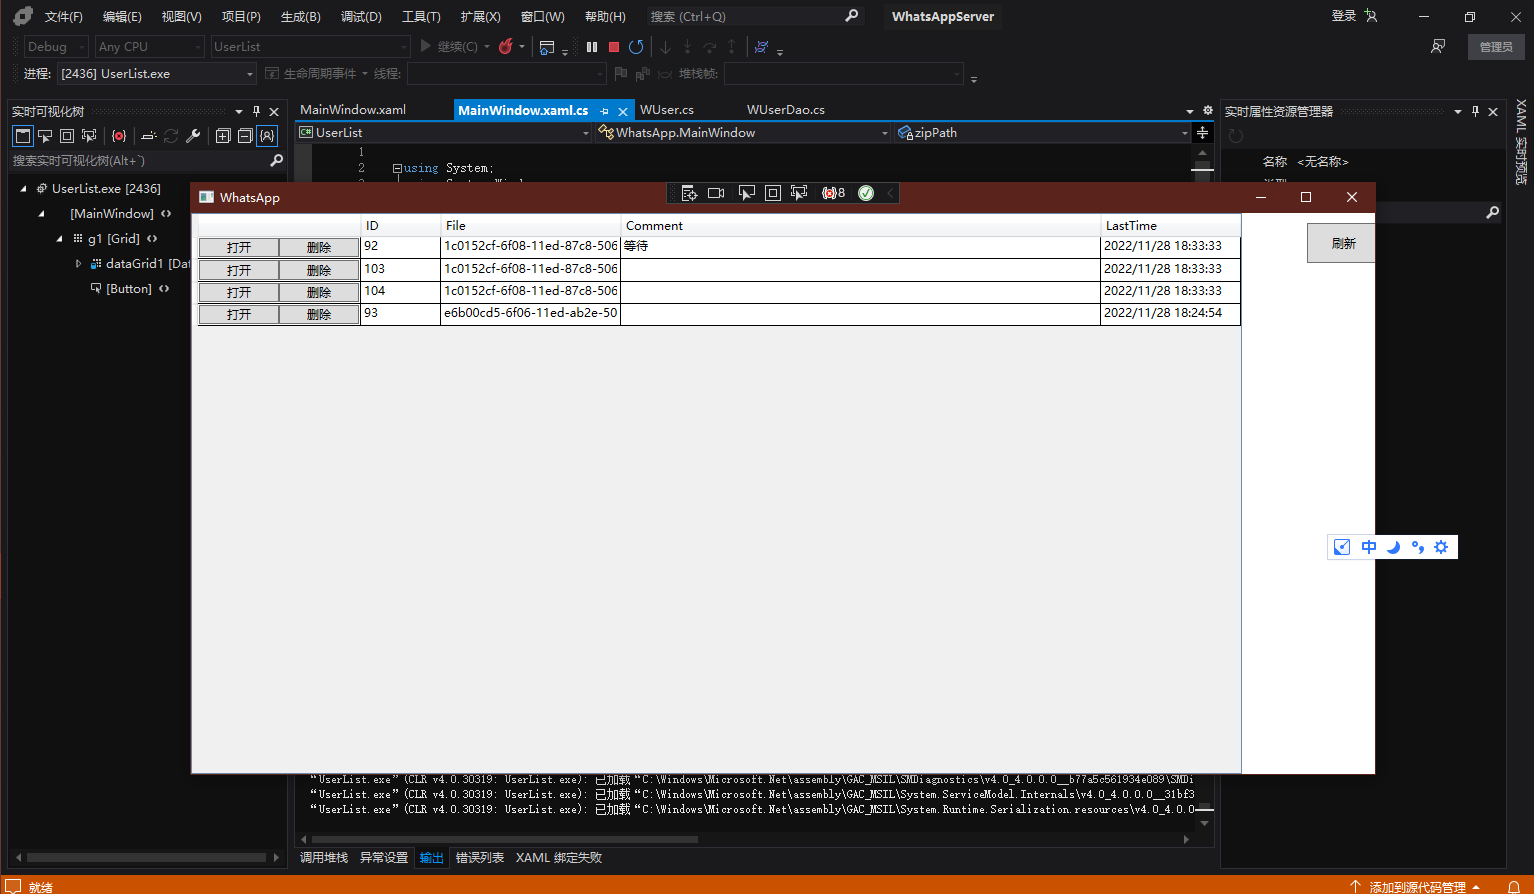 文件(F) 编辑(E) 视图(V) 项目(P) 生成(B) 调试(D) 工具(T) 扩展(X) 窗口(W) 帮助(H) 搜索 (Ctrl+Q) WhatsAppServer 登录
Debug Any CPU UserList 继续(C) 管理员
进程: [2436] UserList.exe 生命周期事件 线程: 堆栈帧:
实时可视化树 MainWindow.xaml MainWindow.xaml.cs WUser.cs WUserDao.cs 实时属性资源管理器 XAML 实时预览
UserList WhatsApp.MainWindow zipPath
搜索实时可视化树(Alt+`) 1 名称 <无名称>
2 using System;
UserList.exe [2436]
WhatsApp 8
[MainWindow]
g1 [Grid]
dataGrid1 [Dat
[Button]
ID File Comment LastTime
打开 删除 92 1c0152cf-6f08-11ed-87c8-506 等待 2022/11/28 18:33:33 刷新
打开 删除 103 1c0152cf-6f08-11ed-87c8-506 2022/11/28 18:33:33
打开 删除 104 1c0152cf-6f08-11ed-87c8-506 2022/11/28 18:33:33
打开 删除 93 e6b00cd5-6f06-11ed-ab2e-50 2022/11/28 18:24:54
中
“UserList.exe”(CLR v4.0.30319: UserList.exe): 已加载“C:\Windows\Microsoft.Net\assembly\GAC_MSIL\SMDiagnostics\v4.0_4.0.0.0__b77a5c561934e089\SMDi
“UserList.exe”(CLR v4.0.30319: UserList.exe): 已加载“C:\Windows\Microsoft.Net\assembly\GAC_MSIL\System.ServiceModel.Internals\v4.0_4.0.0.0__31bf3
“UserList.exe”(CLR v4.0.30319: UserList.exe): 已加载“C:\Windows\Microsoft.Net\assembly\GAC_MSIL\System.Runtime.Serialization.resources\v4.0_4.0.0
调用堆栈 异常设置 输出 错误列表 XAML 绑定失败
就绪 添加到源代码管理